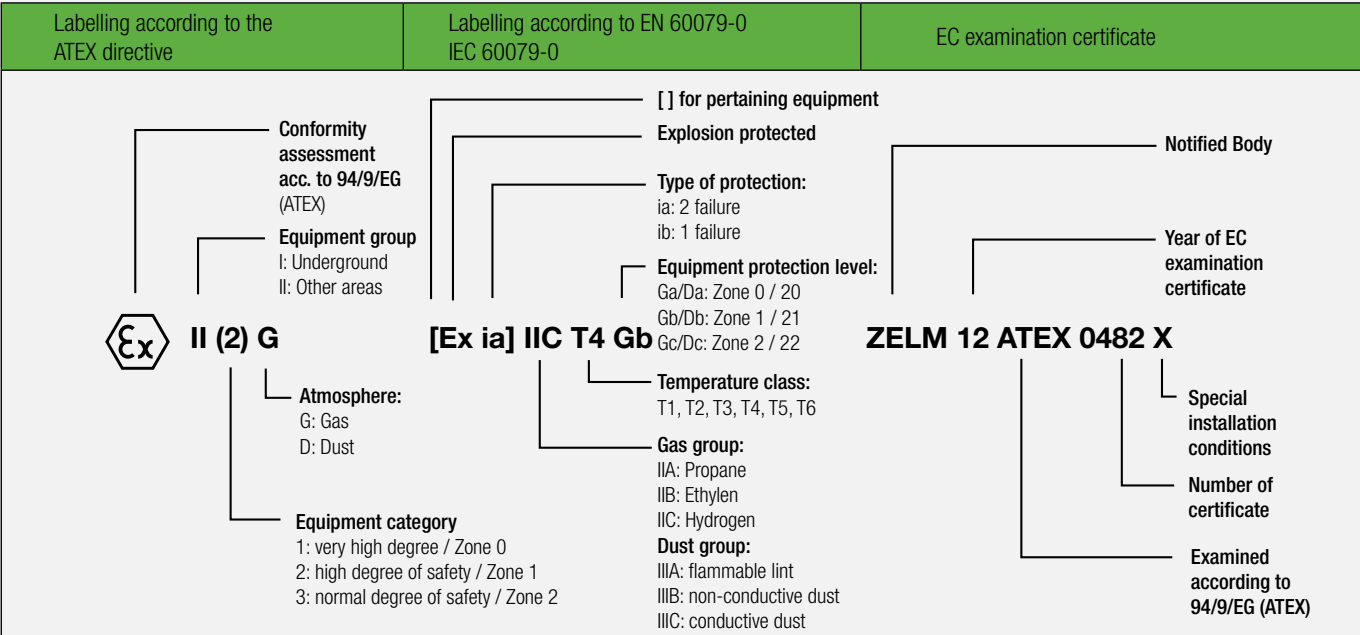 Labelling according to the
ATEX directive
Labelling according to EN 60079-0
IEC 60079-0
EC examination certificate
Conformity
assessment
acc. to 94/9/EG
(ATEX)
Equipment group
I: Underground
II: Other areas
[ ] for pertaining equipment
Explosion protected
Type of protection:
ia: 2 failure
ib: 1 failure
Equipment protection level:
Ga/Da: Zone 0 / 20
Gb/Db: Zone 1 / 21
Gc/Dc: Zone 2 / 22
Notified Body
Year of EC
examination
certificate
Ex II (2) G
[Ex ia] IIC T4 Gb
ZELM 12 ATEX 0482 X
Atmosphere:
G: Gas
D: Dust
Equipment category
1: very high degree / Zone 0
2: high degree of safety / Zone 1
3: normal degree of safety / Zone 2
Temperature class:
T1, T2, T3, T4, T5, T6
Gas group:
IIA: Propane
IIB: Ethylen
IIC: Hydrogen
Dust group:
IIIA: flammable lint
IIIB: non-conductive dust
IIIC: conductive dust
Special
installation
conditions
Number of
certificate
Examined
according to
94/9/EG (ATEX)